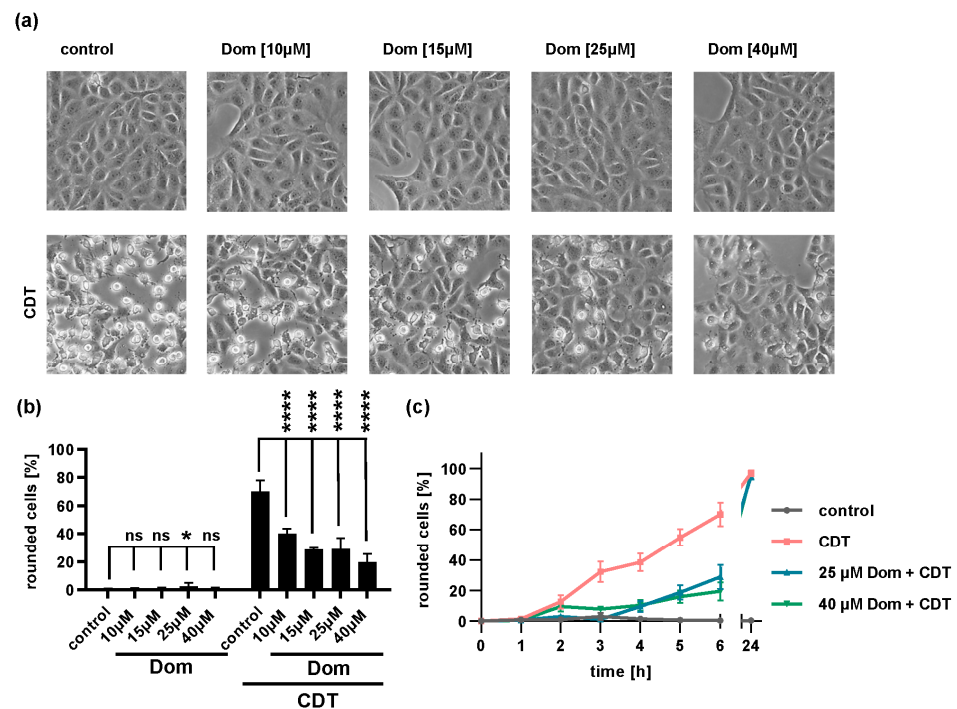 (a)
control
Dom [10µM]
Dom [15µM]
Dom [25µM]
Dom [40µM]
CDT
(b)
rounded cells [%]
100
80
60
40
20
0
ns
ns
*
ns
****
****
****
****
control
10µM
15µM
25µM
40µM
control
10µM
15µM
25µM
40µM
Dom
Dom
CDT
(c)
rounded cells [%]
100
80
60
40
20
0
0
1
2
3
4
5
6
24
time [h]
control
CDT
25 µM Dom + CDT
40 µM Dom + CDT